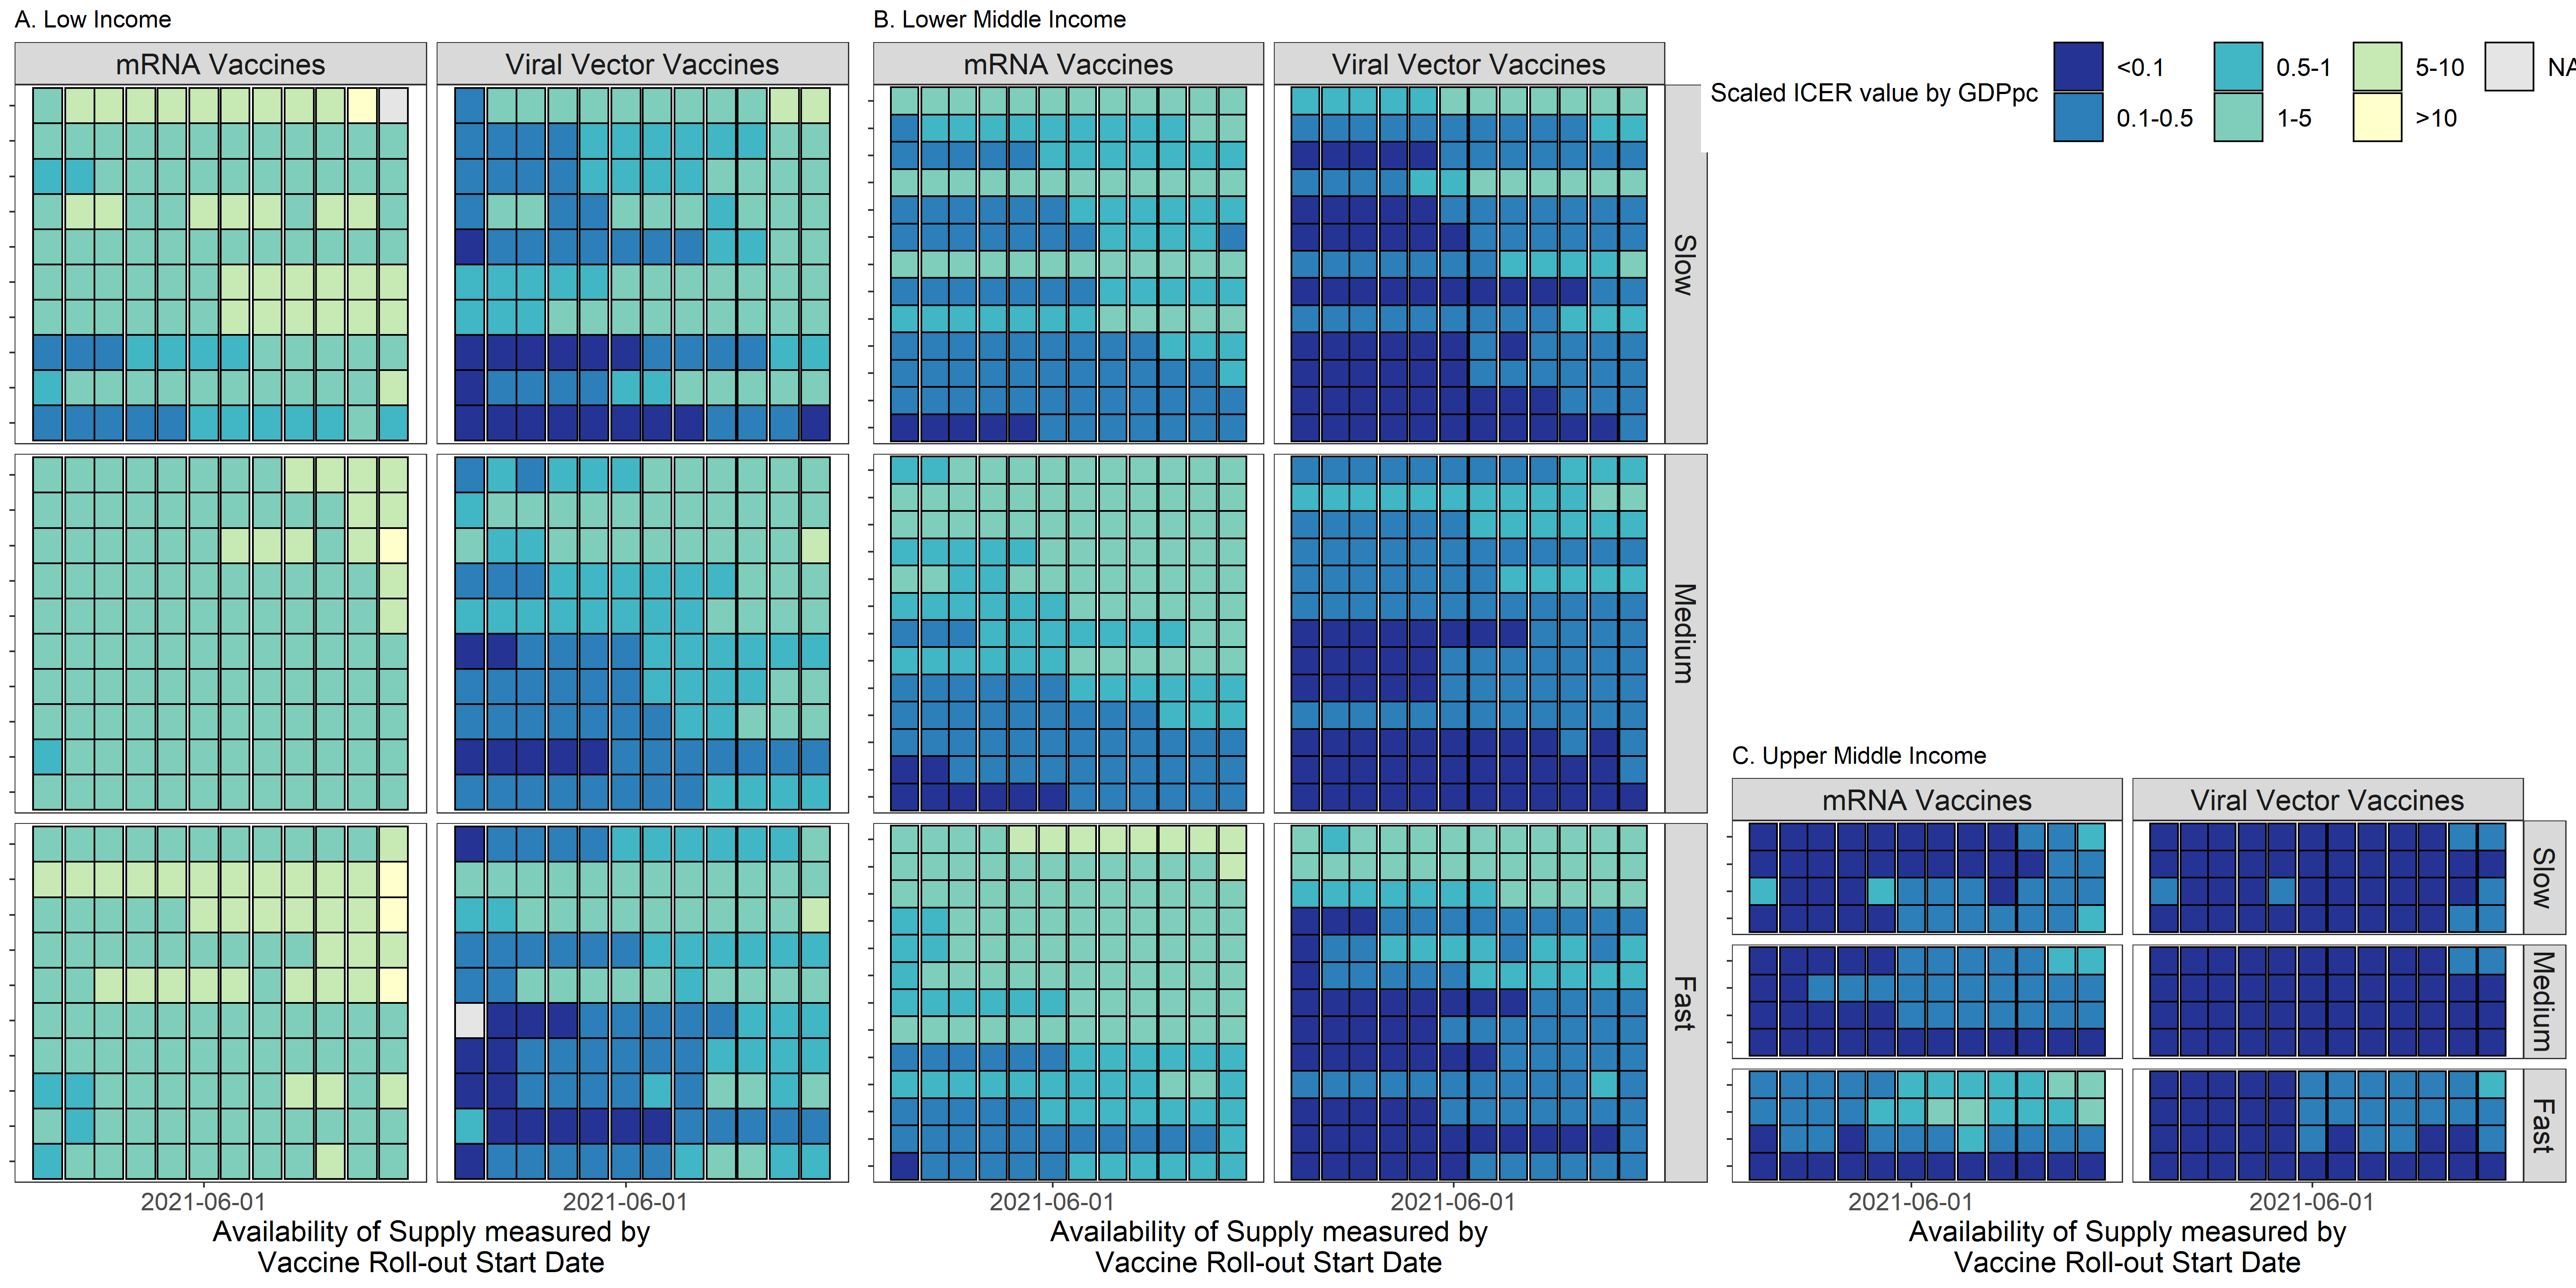 A. Low Income
mRNA Vaccines
Viral Vector Vaccines
2021-06-01
2021-06-01
Availability of Supply measured by
Vaccine Roll-out Start Date
B. Lower Middle Income
mRNA Vaccines
Viral Vector Vaccines
Slow
Medium
Fast
2021-06-01
2021-06-01
Availability of Supply measured by
Vaccine Roll-out Start Date
Scaled ICER value by GDPpc
<0.1
0.1-0.5
0.5-1
1-5
5-10
>10
NA
C. Upper Middle Income
mRNA Vaccines
Viral Vector Vaccines
Slow
Medium
Fast
2021-06-01
2021-06-01
Availability of Supply measured by
Vaccine Roll-out Start Date